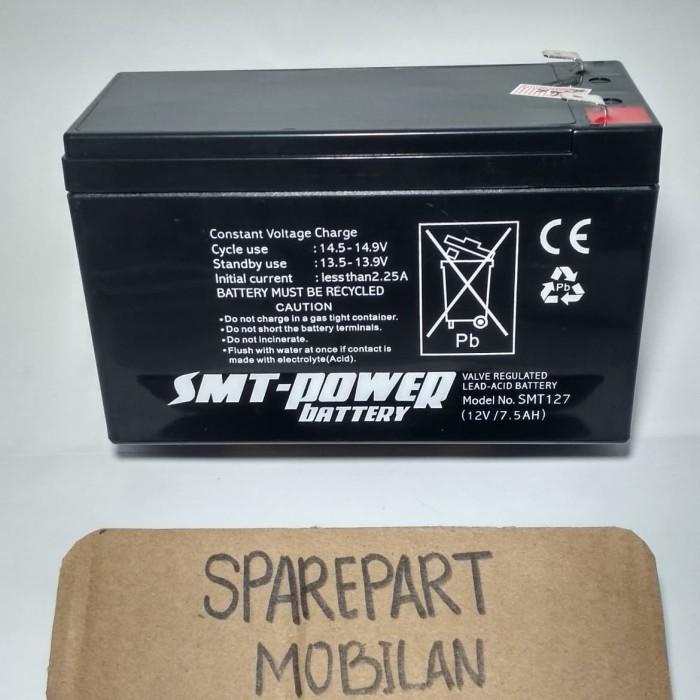 Constant Voltage Charge
Cycle use : 14.5 - 14.9V
Standby use : 13.5 - 13.9V
Initial current : less than 2.25A
BATTERY MUST BE RECYCLED
CAUTION
•Do not charge in a gas tight container.
•Do not short the battery terminals.
•Do not incinerate.
•Flush with water at once if contact is
made with electrolyte(Acid).
Pb
CE
Pb
SMT-POWER
BATTERY
VALVE REGULATED
LEAD-ACID BATTERY
Model No. SMT127
(12V/7.5AH)
SPAREPART
MOBILAN